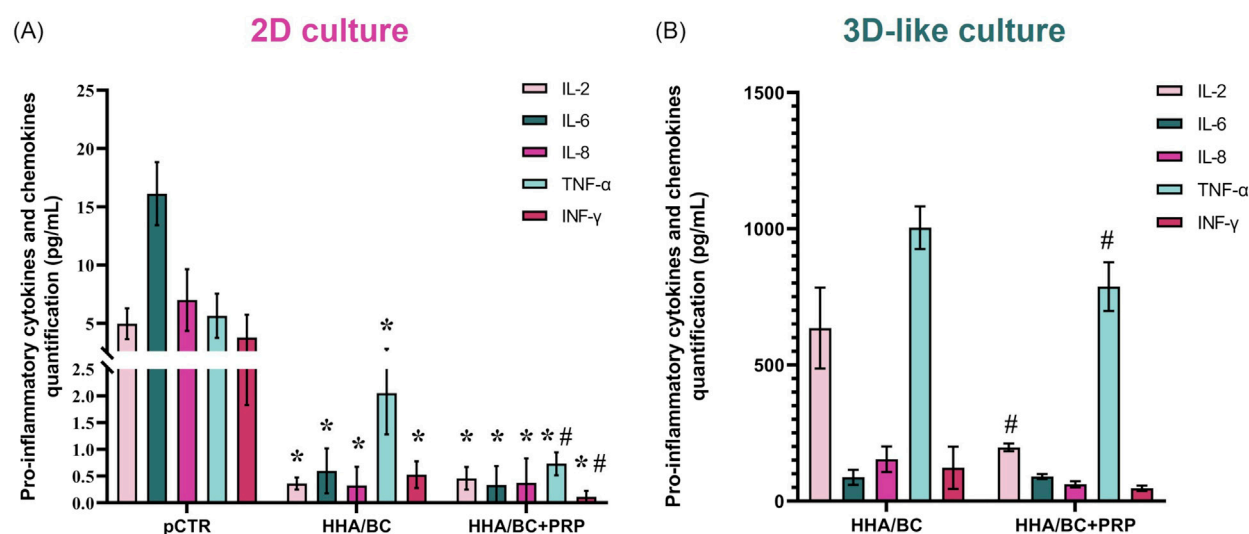 (A)
2D culture
Pro-inflammatory cytokines and chemokines
quantification (pg/mL)
25
20
15
10
5
2.5
2.0
1.5
1.0
0.5
0.0
IL-2
IL-6
IL-8
TNF-α
INF-γ
* * * * *
* * * * # * #
pCTR
HHA/BC
HHA/BC+PRP
(B)
3D-like culture
Pro-inflammatory cytokines and chemokines
quantification (pg/mL)
1500
1000
500
0
IL-2
IL-6
IL-8
TNF-α
INF-γ
# #
HHA/BC
HHA/BC+PRP